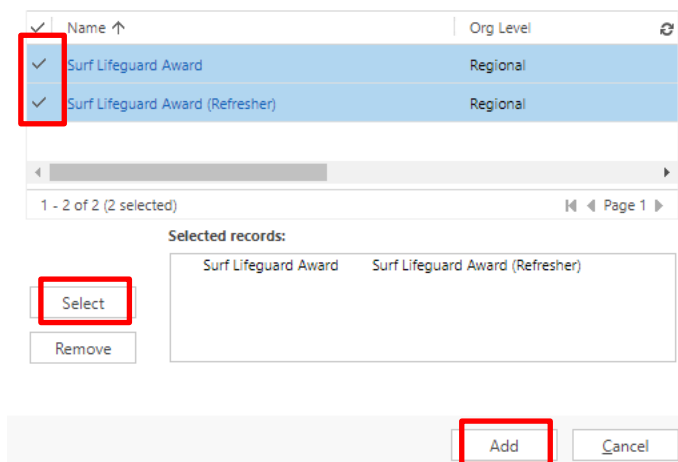 Name ↑ Org Level
Surf Lifeguard Award Regional
Surf Lifeguard Award (Refresher) Regional
1 - 2 of 2 (2 selected) Page 1
Selected records:
Surf Lifeguard Award Surf Lifeguard Award (Refresher)
Select
Remove
Add Cancel